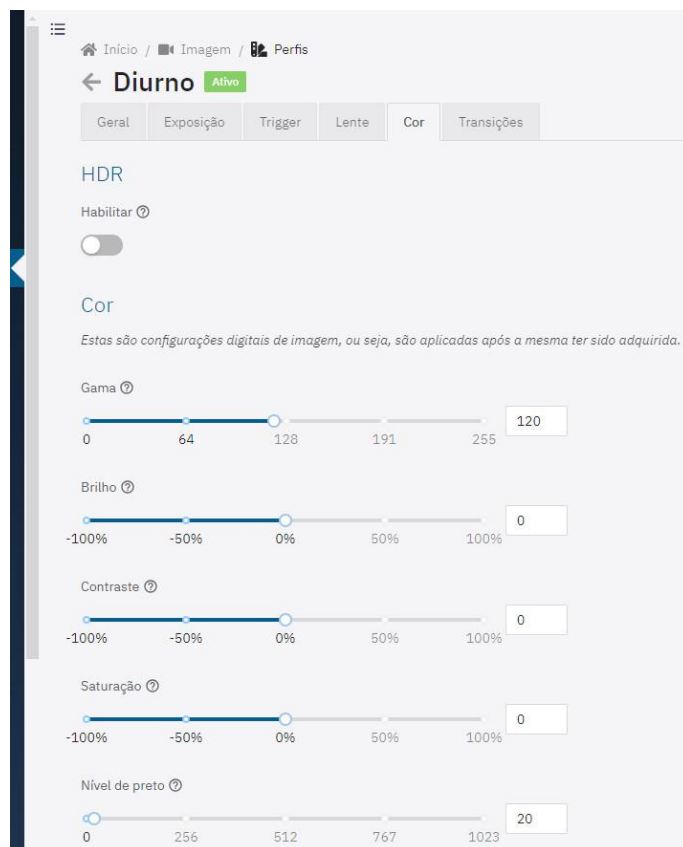 Início / Imagem / Perfis
Diurno Ativo
Geral Exposição Trigger Lente Cor Transições
HDR
Habilitar
Cor
Estas são configurações digitais de imagem, ou seja, são aplicadas após a mesma ter sido adquirida.
Gama
120
0 64 128 191 255
Brilho
0
-100% -50% 0% 50% 100%
Contraste
0
-100% -50% 0% 50% 100%
Saturação
0
-100% -50% 0% 50% 100%
Nível de preto
20
0 256 512 767 1023